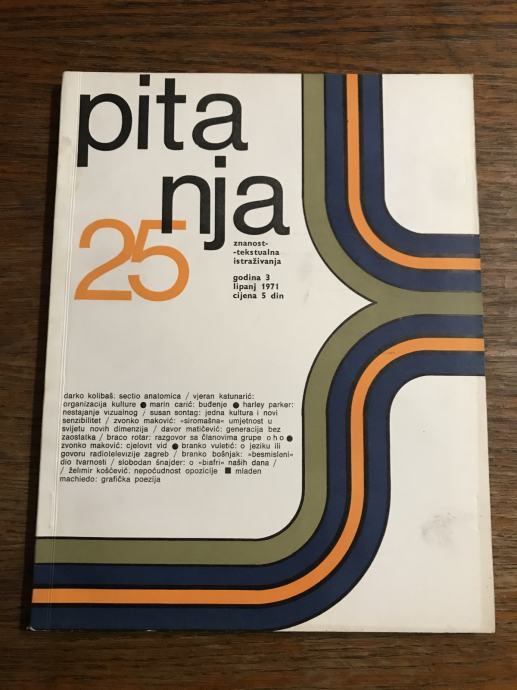 pita
nja
25
znanost-
-tekstualna
istraživanja
godina 3
lipanj 1971
cijena 5 din
darko kolibaš: sectio anatomica / vjeran katunarić:
organizacija kulture ● marin carić: buđenje ● harley parker:
nestajanje vizualnog / susan sontag: jedna kultura i novi
senzibilitet / zvonko maković: »siromašna« umjetnost u
svijetu novih dimenzija / davor matičević: generacija bez
zaostatka / braco rotar: razgovor sa članovima grupe o h o ●
zvonko maković: cjelovit vid ● branko vuletić: o jeziku ili
govoru radiotelevizije zagreb / branko bošnjak: »besmisleni«
dio tvarnosti / slobodan šnajder: o »biafri« naših dana /
/ želimir koščević: nepoćudnost opozicije ■ mladen
machiedo: grafička poezija